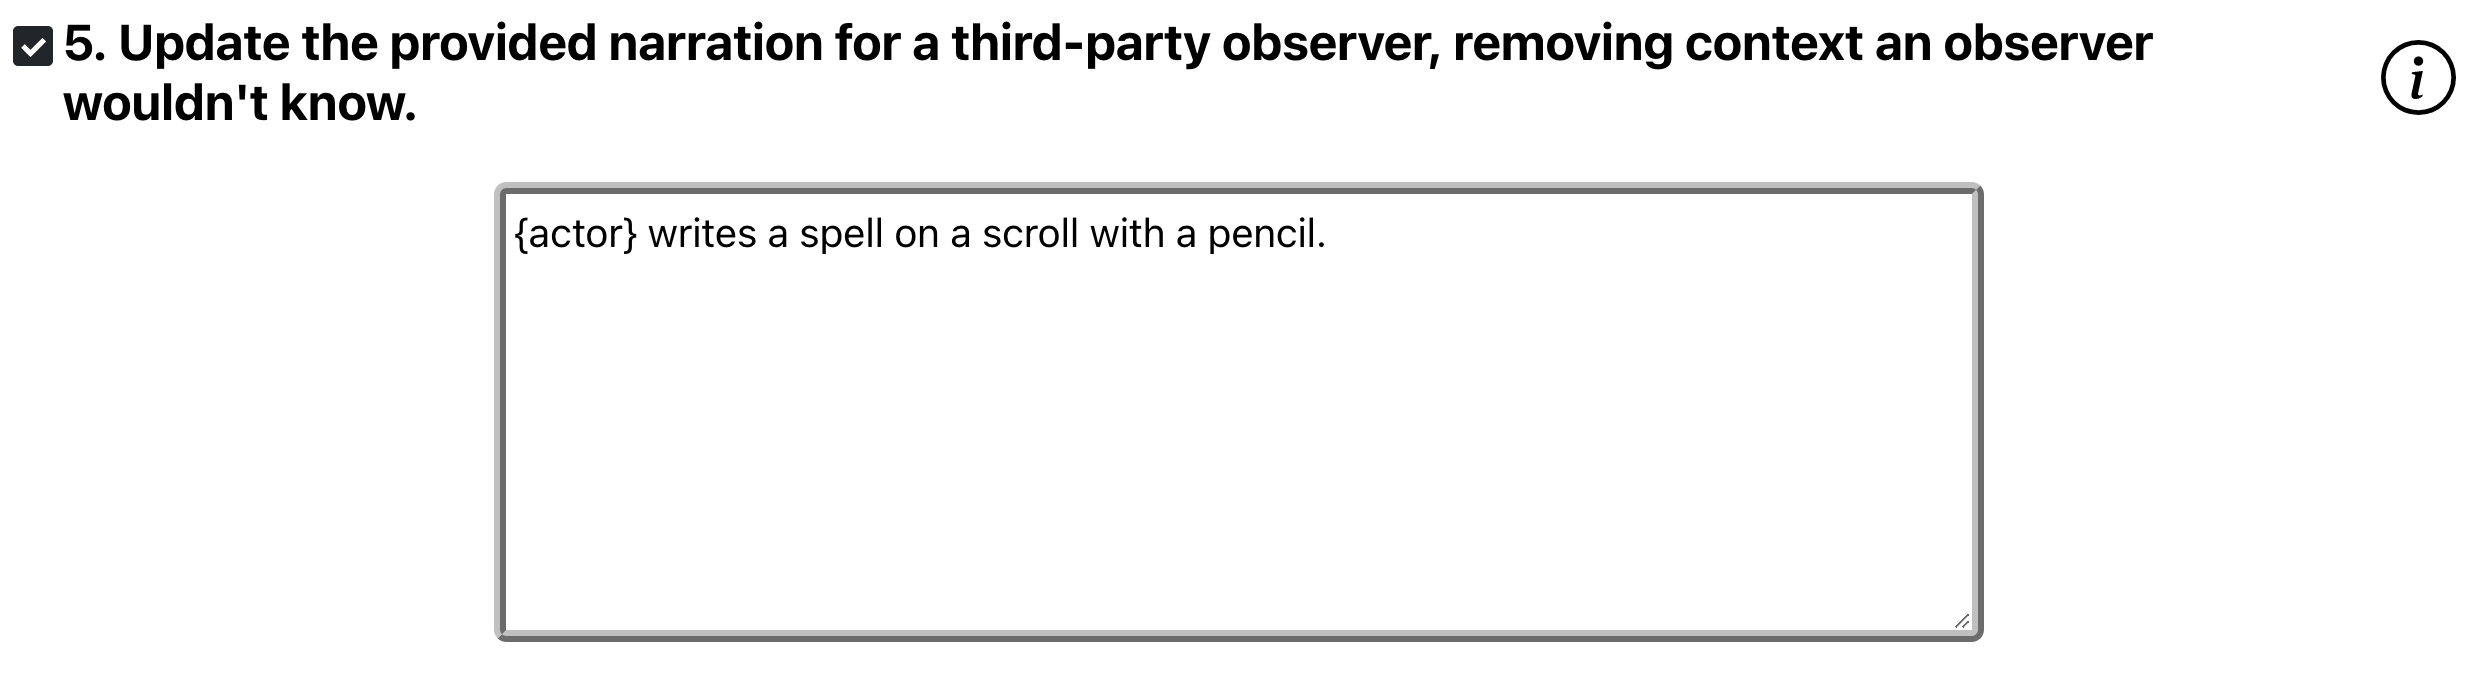 5. Update the provided narration for a third-party observer, removing context an observer
wouldn't know.
i
{actor} writes a spell on a scroll with a pencil.